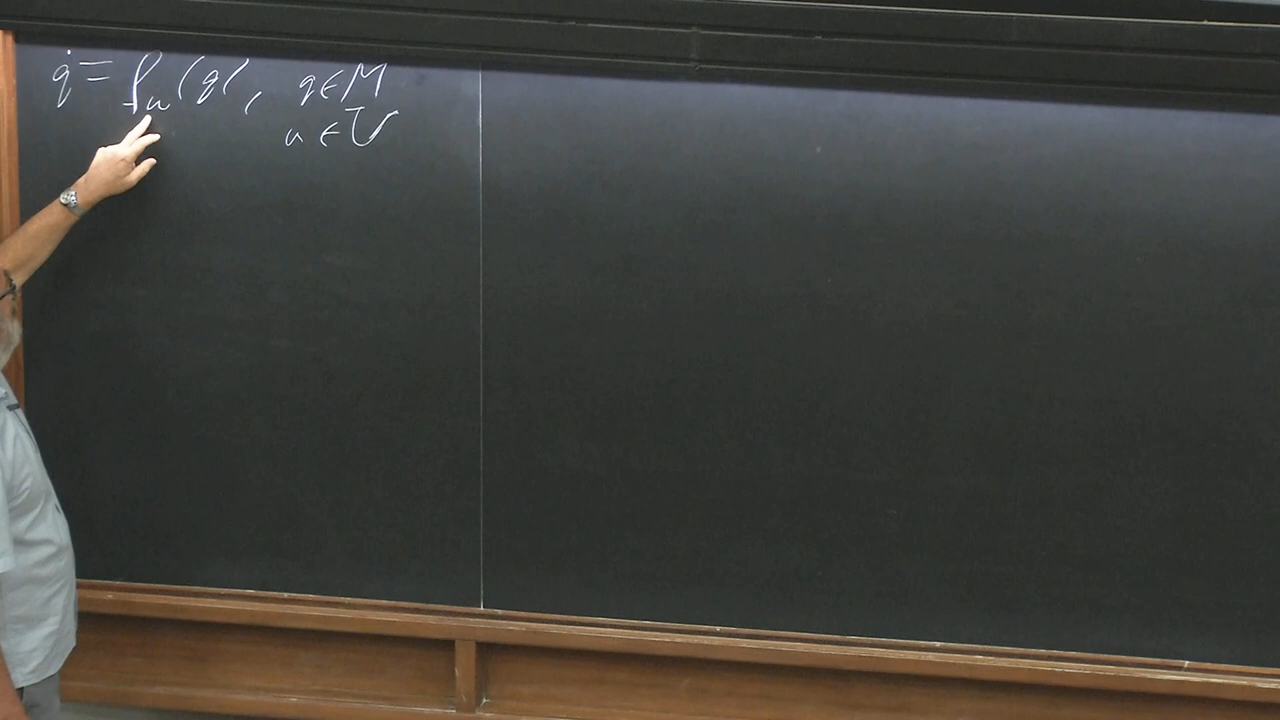 q̇ = f_u(q), q ∈ M
u ∈ U